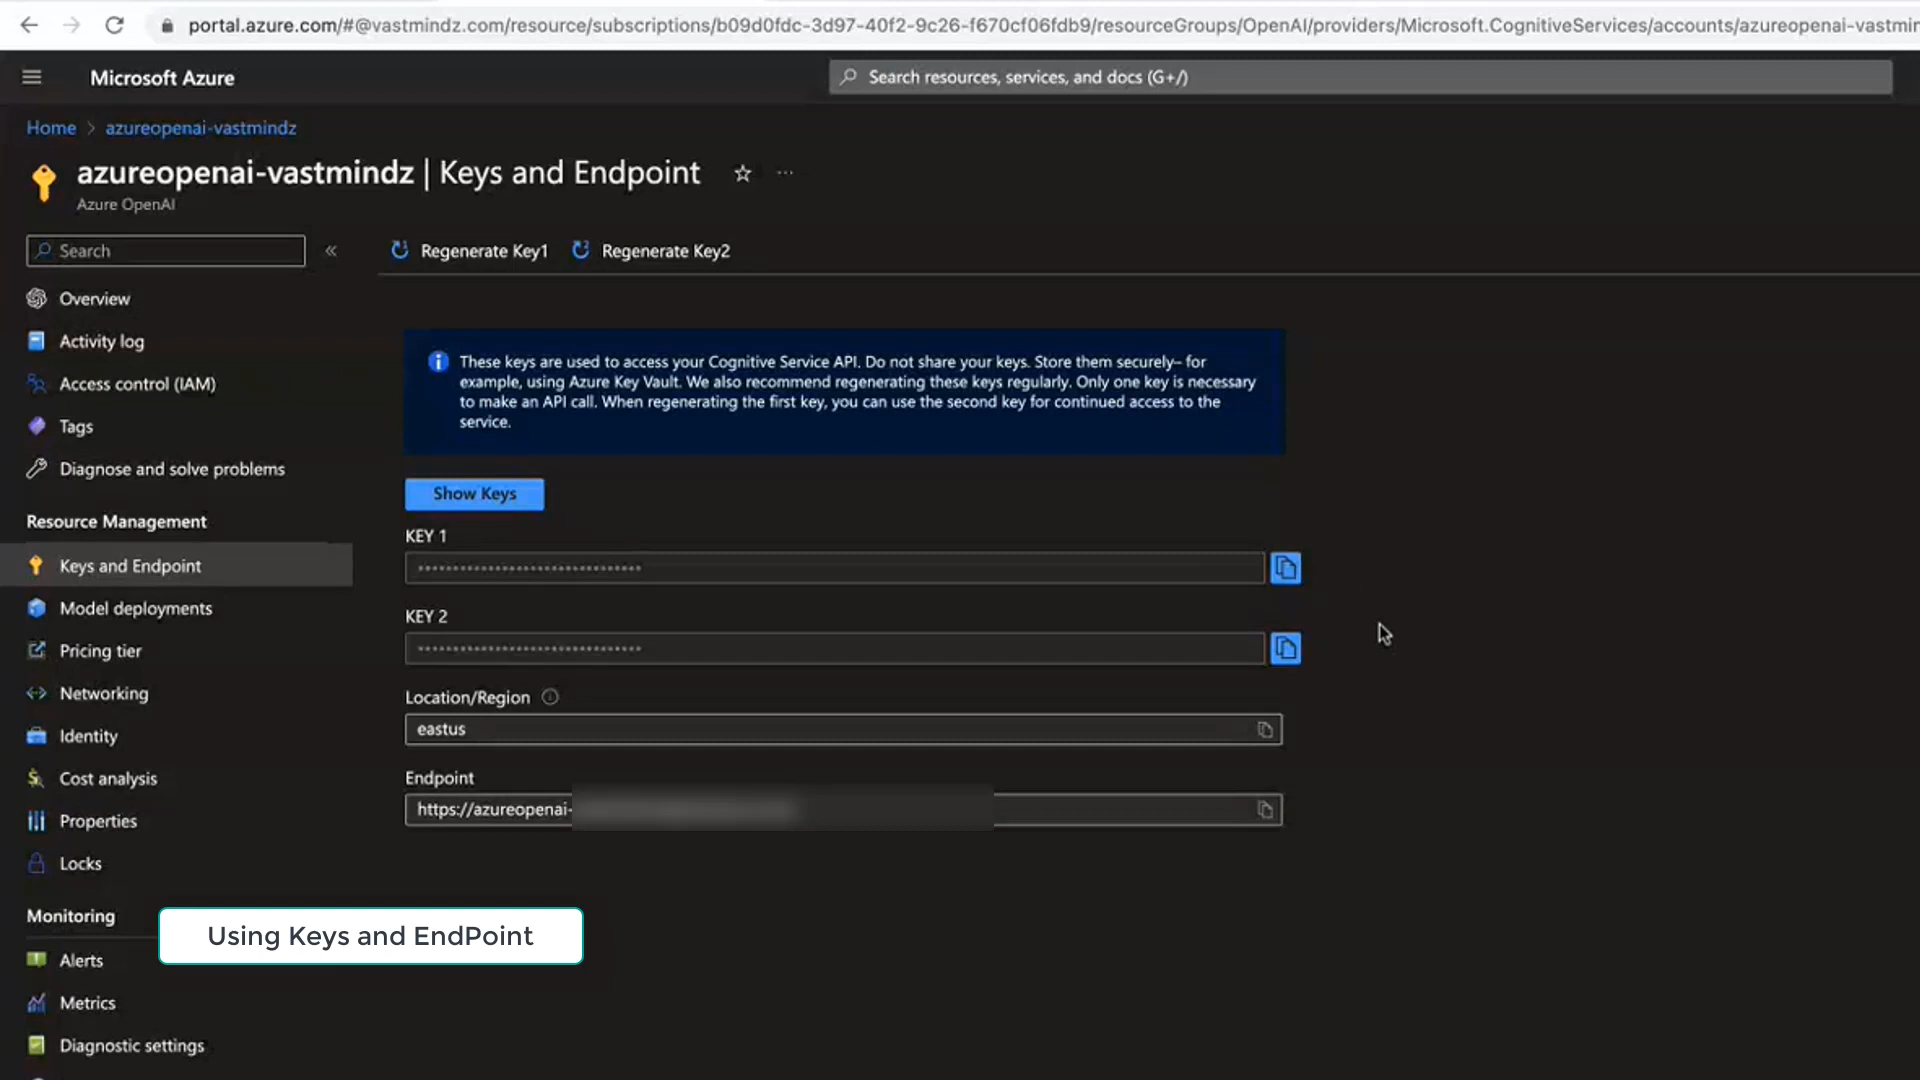 portal.azure.com/#@vastmindz.com/resource/subscriptions/b09d0fdc-3d97-40f2-9c26-f670cf06fdb9/resourceGroups/OpenAI/providers/Microsoft.CognitiveServices/accounts/azureopenai-vastmin
Microsoft Azure
Search resources, services, and docs (G+/)
Home > azureopenai-vastmindz
azureopenai-vastmindz | Keys and Endpoint
Azure OpenAI
Search
Regenerate Key1
Regenerate Key2
Overview
Activity log
Access control (IAM)
Tags
Diagnose and solve problems
Resource Management
Keys and Endpoint
Model deployments
Pricing tier
Networking
Identity
Cost analysis
Properties
Locks
Monitoring
Alerts
Metrics
Diagnostic settings
These keys are used to access your Cognitive Service API. Do not share your keys. Store them securely– for
example, using Azure Key Vault. We also recommend regenerating these keys regularly. Only one key is necessary
to make an API call. When regenerating the first key, you can use the second key for continued access to the
service.
Show Keys
KEY 1
KEY 2
Location/Region
eastus
Endpoint
https://azureopenai-
Using Keys and EndPoint